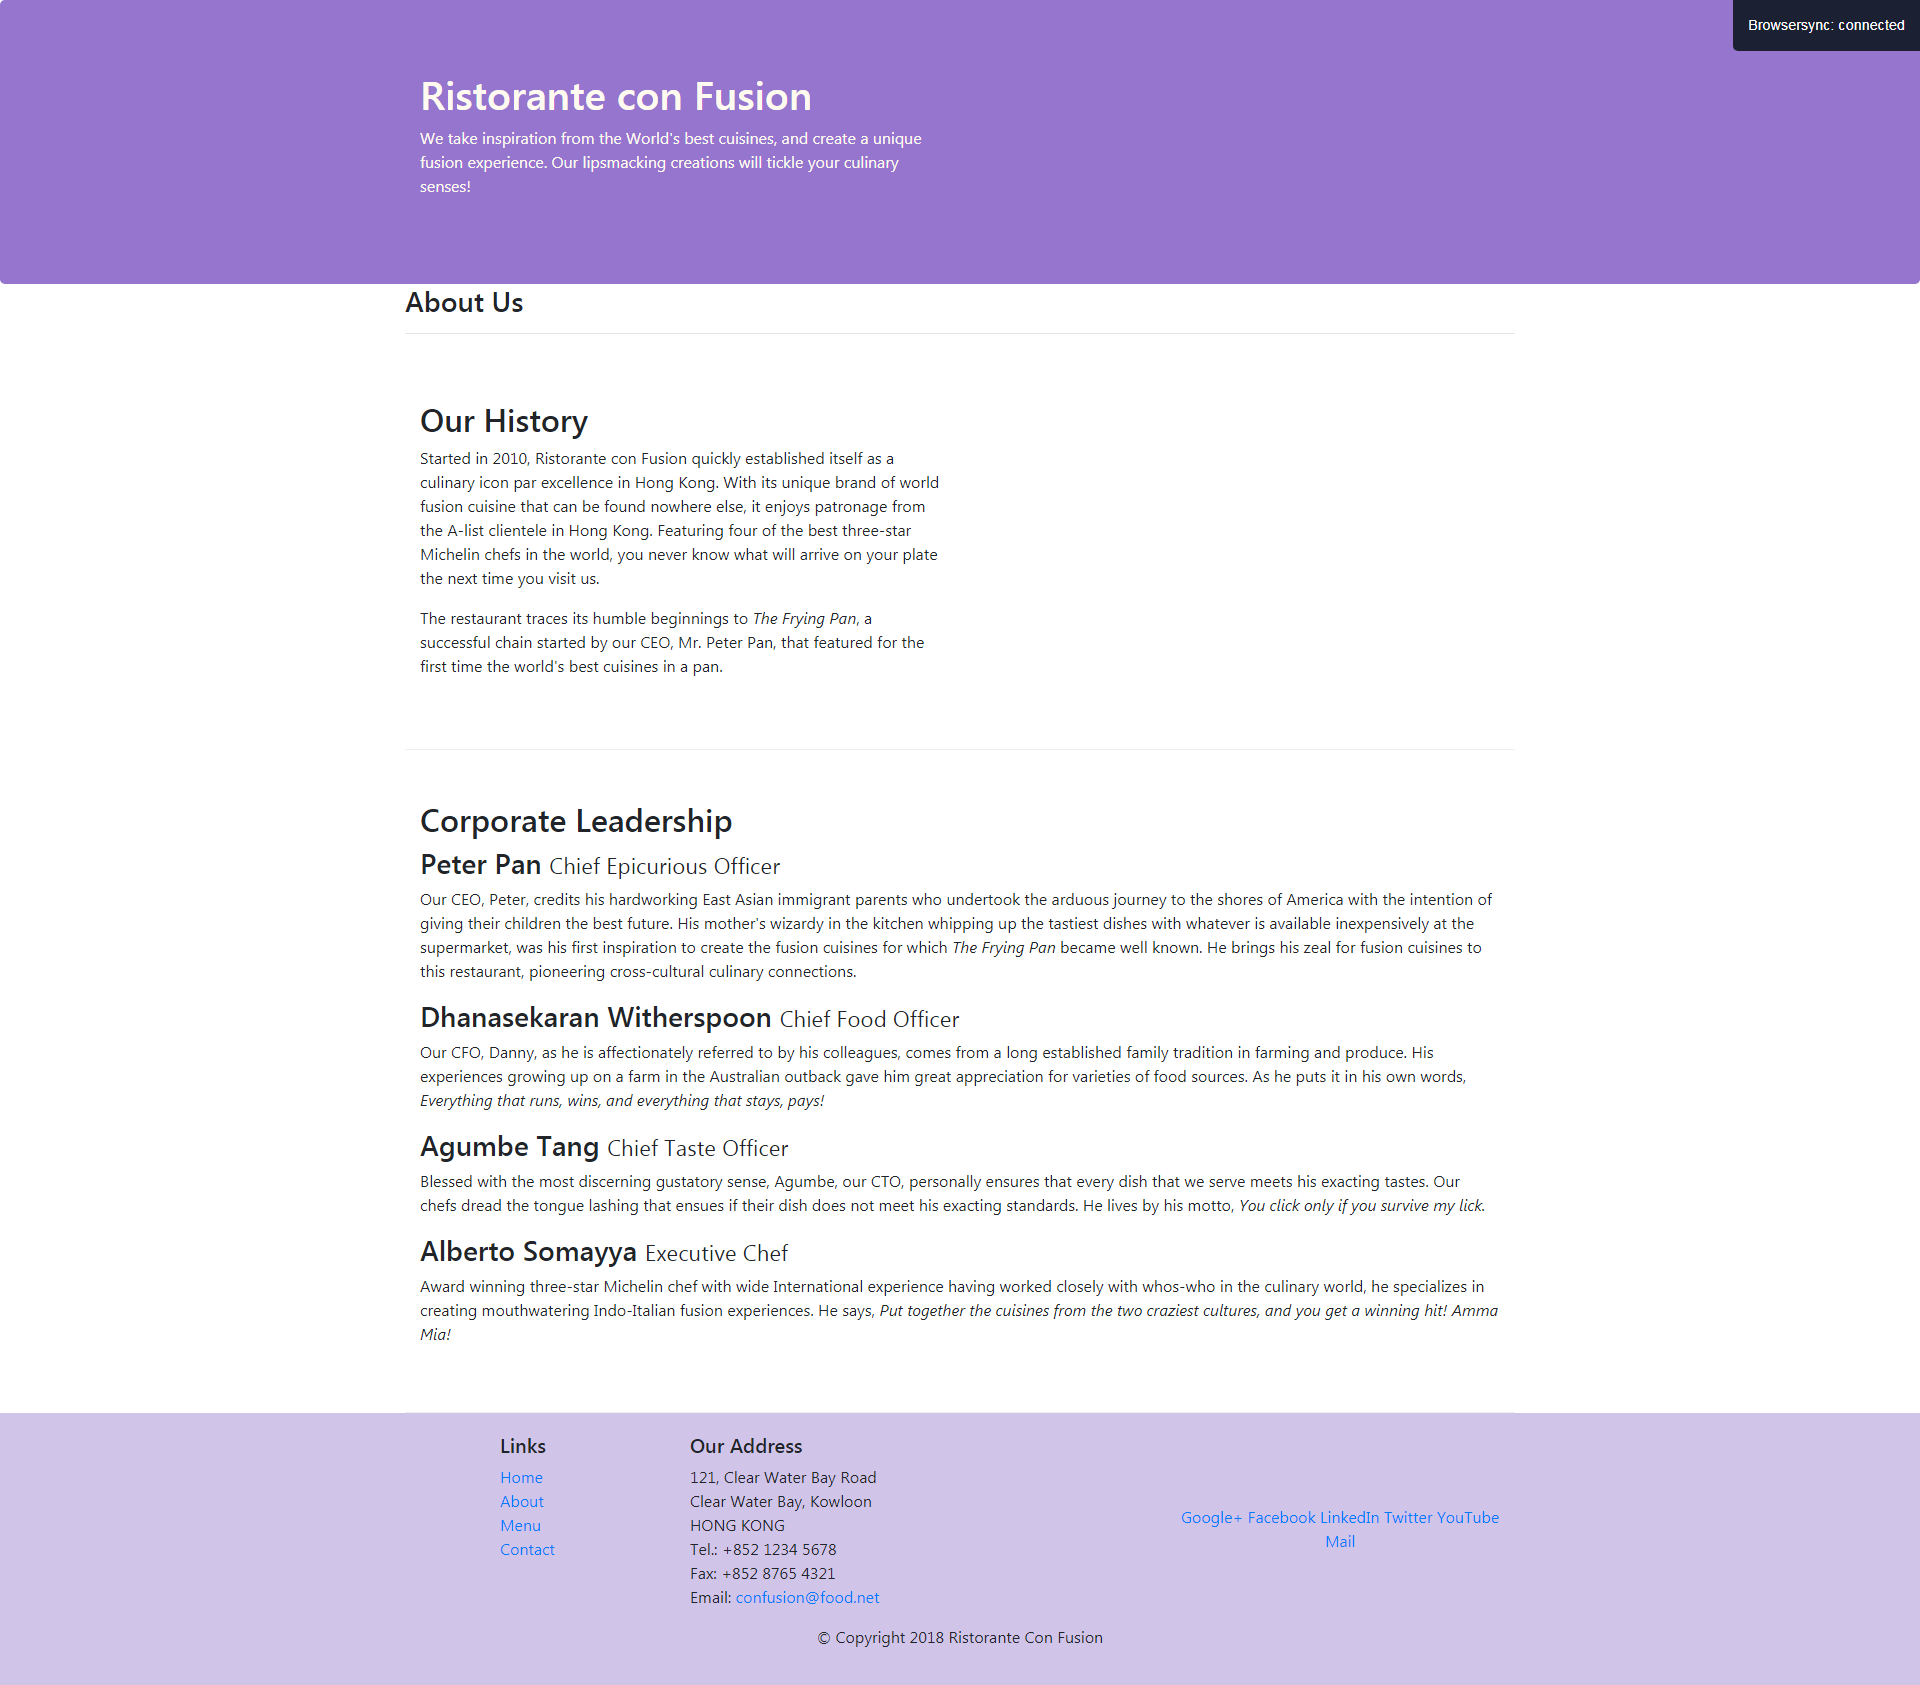 Browsersync: connected
Ristorante con Fusion
We take inspiration from the World's best cuisines, and create a unique
fusion experience. Our lipsmacking creations will tickle your culinary
senses!
About Us
Our History
Started in 2010, Ristorante con Fusion quickly established itself as a
culinary icon par excellence in Hong Kong. With its unique brand of world
fusion cuisine that can be found nowhere else, it enjoys patronage from
the A-list clientele in Hong Kong. Featuring four of the best three-star
Michelin chefs in the world, you never know what will arrive on your plate
the next time you visit us.
The restaurant traces its humble beginnings to The Frying Pan, a
successful chain started by our CEO, Mr. Peter Pan, that featured for the
first time the world's best cuisines in a pan.
Corporate Leadership
Peter Pan Chief Epicurious Officer
Our CEO, Peter, credits his hardworking East Asian immigrant parents who undertook the arduous journey to the shores of America with the intention of
giving their children the best future. His mother's wizardy in the kitchen whipping up the tastiest dishes with whatever is available inexpensively at the
supermarket, was his first inspiration to create the fusion cuisines for which The Frying Pan became well known. He brings his zeal for fusion cuisines to
this restaurant, pioneering cross-cultural culinary connections.
Dhanasekaran Witherspoon Chief Food Officer
Our CFO, Danny, as he is affectionately referred to by his colleagues, comes from a long established family tradition in farming and produce. His
experiences growing up on a farm in the Australian outback gave him great appreciation for varieties of food sources. As he puts it in his own words,
Everything that runs, wins, and everything that stays, pays!
Agumbe Tang Chief Taste Officer
Blessed with the most discerning gustatory sense, Agumbe, our CTO, personally ensures that every dish that we serve meets his exacting tastes. Our
chefs dread the tongue lashing that ensues if their dish does not meet his exacting standards. He lives by his motto, You click only if you survive my lick.
Alberto Somayya Executive Chef
Award winning three-star Michelin chef with wide International experience having worked closely with whos-who in the culinary world, he specializes in
creating mouthwatering Indo-Italian fusion experiences. He says, Put together the cuisines from the two craziest cultures, and you get a winning hit! Amma
Mia!
Links
Home
About
Menu
Contact
Our Address
121, Clear Water Bay Road
Clear Water Bay, Kowloon
HONG KONG
Tel.: +852 1234 5678
Fax: +852 8765 4321
Email: confusion@food.net
Google+ Facebook LinkedIn Twitter YouTube
Mail
© Copyright 2018 Ristorante Con Fusion